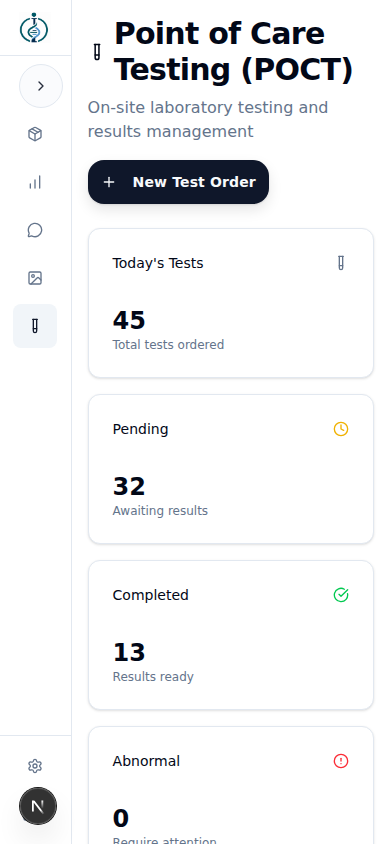 Point of Care
Testing (POCT)
On-site laboratory testing and
results management
New Test Order
Today's Tests
45
Total tests ordered
Pending
32
Awaiting results
Completed
13
Results ready
Abnormal
0
Require attention
N